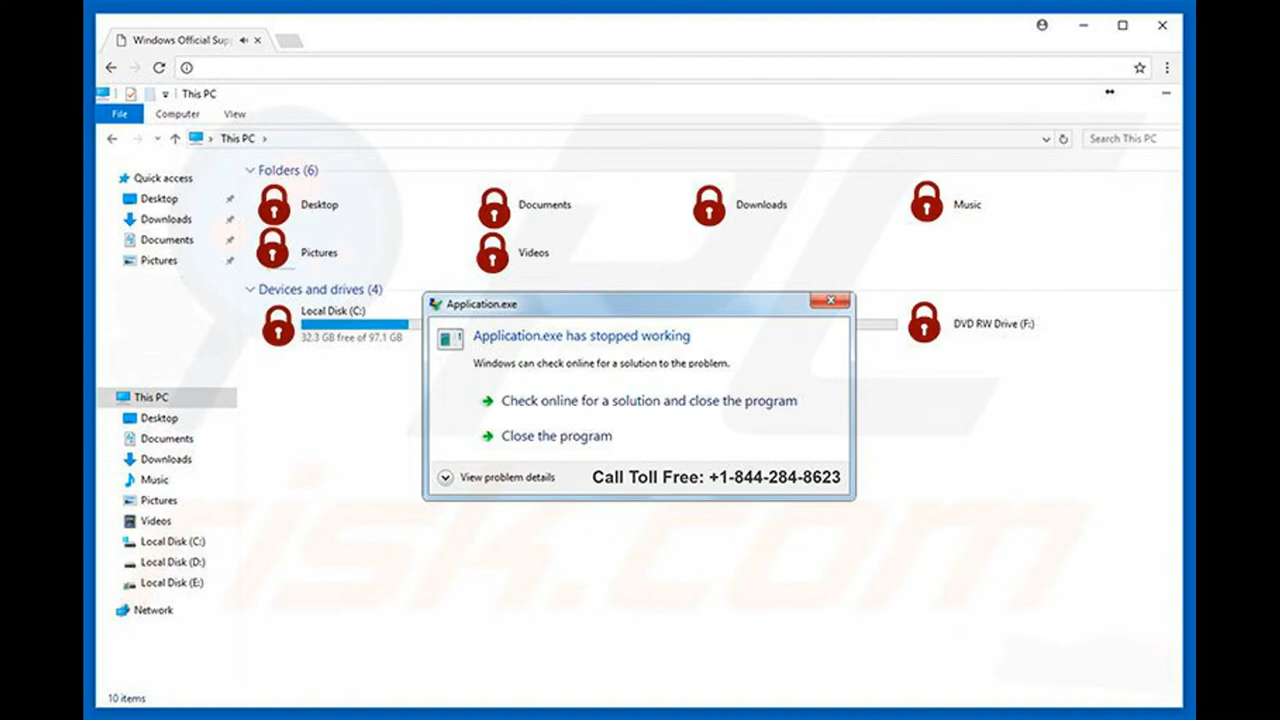 Windows Official Sup
This PC
File Computer View
This PC
Search This PC
Quick access
Desktop
Downloads
Documents
Pictures
Folders (6)
Desktop Documents Downloads Music
Pictures Videos
Devices and drives (4)
Local Disk (C:)
32.3 GB free of 97.1 GB
DVD RW Drive (F:)
Application.exe
Application.exe has stopped working
Windows can check online for a solution to the problem.
Check online for a solution and close the program
Close the program
View problem details Call Toll Free: +1-844-284-8623
This PC
Desktop
Documents
Downloads
Music
Pictures
Videos
Local Disk (C:)
Local Disk (D:)
Local Disk (E:)
Network
10 items
PC
risk.com